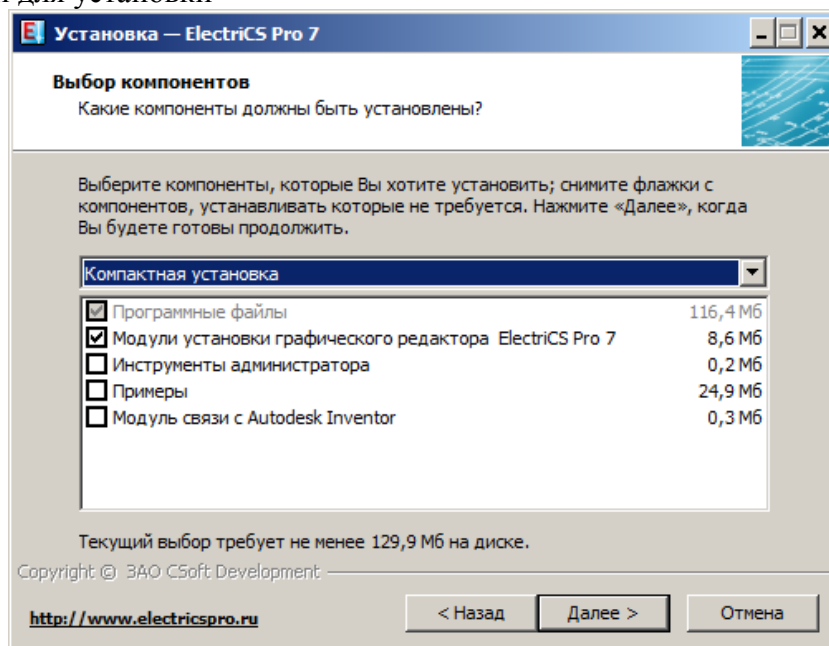 для установки
Установка — ElectriCS Pro 7
Выбор компонентов
Какие компоненты должны быть установлены?
Выберите компоненты, которые Вы хотите установить; снимите флажки с
компонентов, устанавливать которые не требуется. Нажмите «Далее», когда
Вы будете готовы продолжить.
Компактная установка
Программные файлы 116,4 Мб
Модули установки графического редактора ElectriCS Pro 7 8,6 Мб
Инструменты администратора 0,2 Мб
Примеры 24,9 Мб
Модуль связи с Autodesk Inventor 0,3 Мб
Текущий выбор требует не менее 129,9 Мб на диске.
Copyright © ЗАО CSoft Development
http://www.electricspro.ru < Назад Далее > Отмена